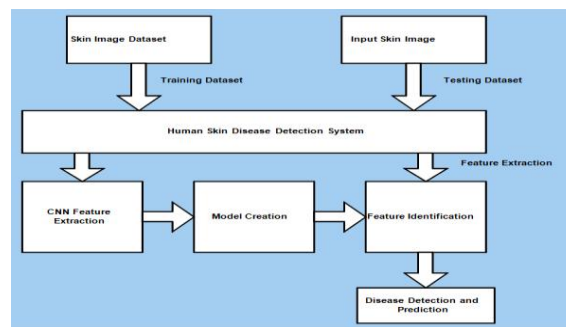 Skin Image Dataset
Input Skin Image
Training Dataset
Testing Dataset
Human Skin Disease Detection System
Feature Extraction
CNN Feature
Extraction
Model Creation
Feature Identification
Disease Detection and
Prediction